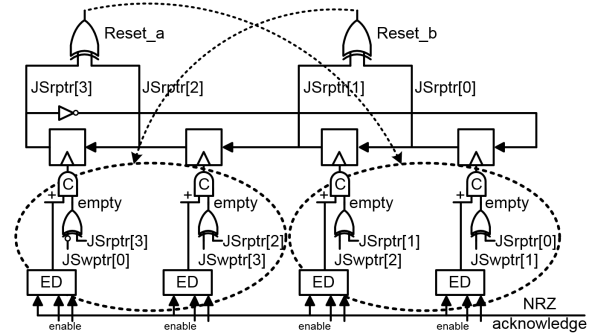 Reset_a Reset_b
JSrptr[3] JSrptr[2] JSrptr[1] JSrptr[0]
C C C C
+ + + +
empty empty empty empty
JSrptr[3] JSrptr[2] JSrptr[1] JSrptr[0]
JSwptr[0] JSwptr[3] JSwptr[2] JSwptr[1]
ED ED ED ED
NRZ
enable enable enable enable acknowledge